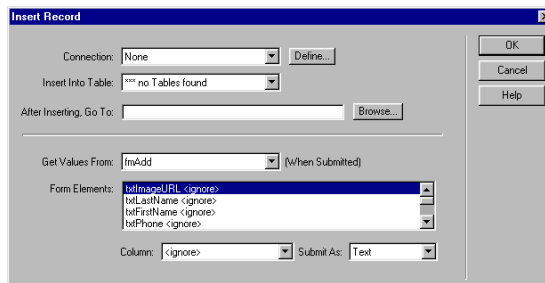 Insert Record
Connection: None Define...
Insert Into Table: *** no Tables found
After Inserting, Go To: Browse...
Get Values From: fmAdd (When Submitted)
Form Elements: txtImageURL <ignore>
txtLastName <ignore>
txtFirstName <ignore>
txtPhone <ignore>
Column: <ignore> Submit As: Text
OK
Cancel
Help